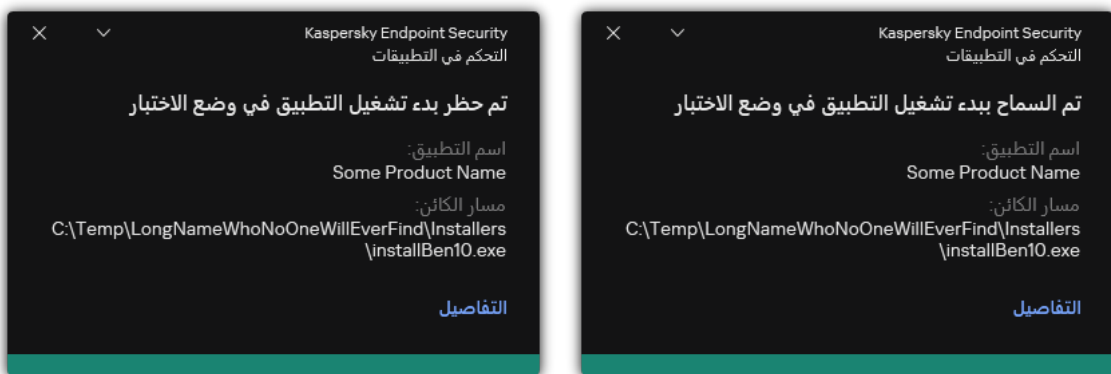 Kaspersky Endpoint Security
التحكم في التطبيقات
تم حظر بدء تشغيل التطبيق في وضع الاختبار
اسم التطبيق:
Some Product Name
مسار الكائن:
C:\Temp\LongNameWhoNoOneWillEverFind\Installers
\installBen10.exe
التفاصيل
Kaspersky Endpoint Security
التحكم في التطبيقات
تم السماح ببدء تشغيل التطبيق في وضع الاختبار
اسم التطبيق:
Some Product Name
مسار الكائن:
C:\Temp\LongNameWhoNoOneWillEverFind\Installers
\installBen10.exe
التفاصيل